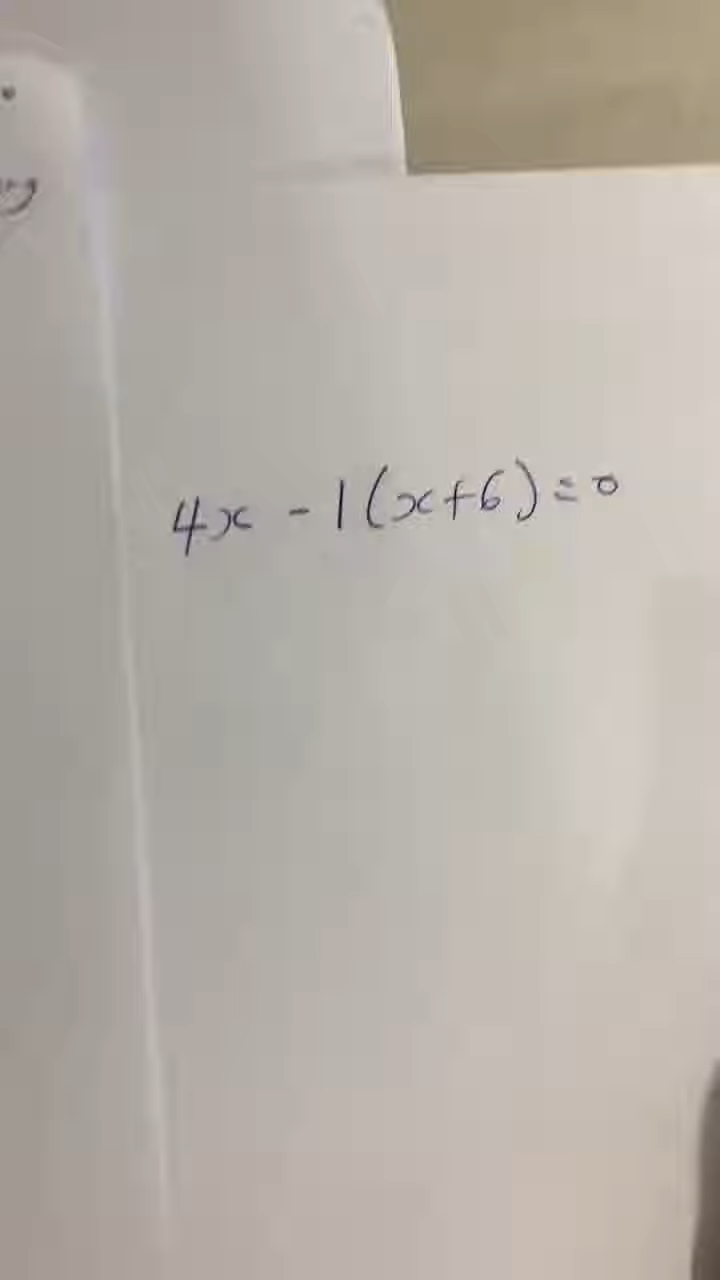 4x - 1(x+6) = 0